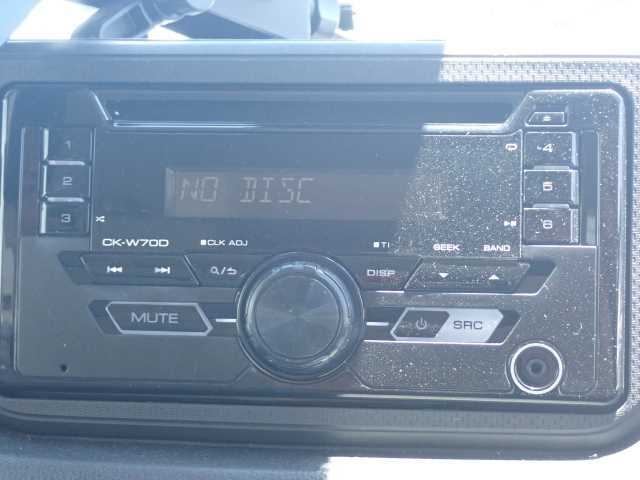 1
4
2
NO DISC
5
3
6
CK-W70D
CLK ADJ
TI
SEEK
BAND
DISP
MUTE
SRC